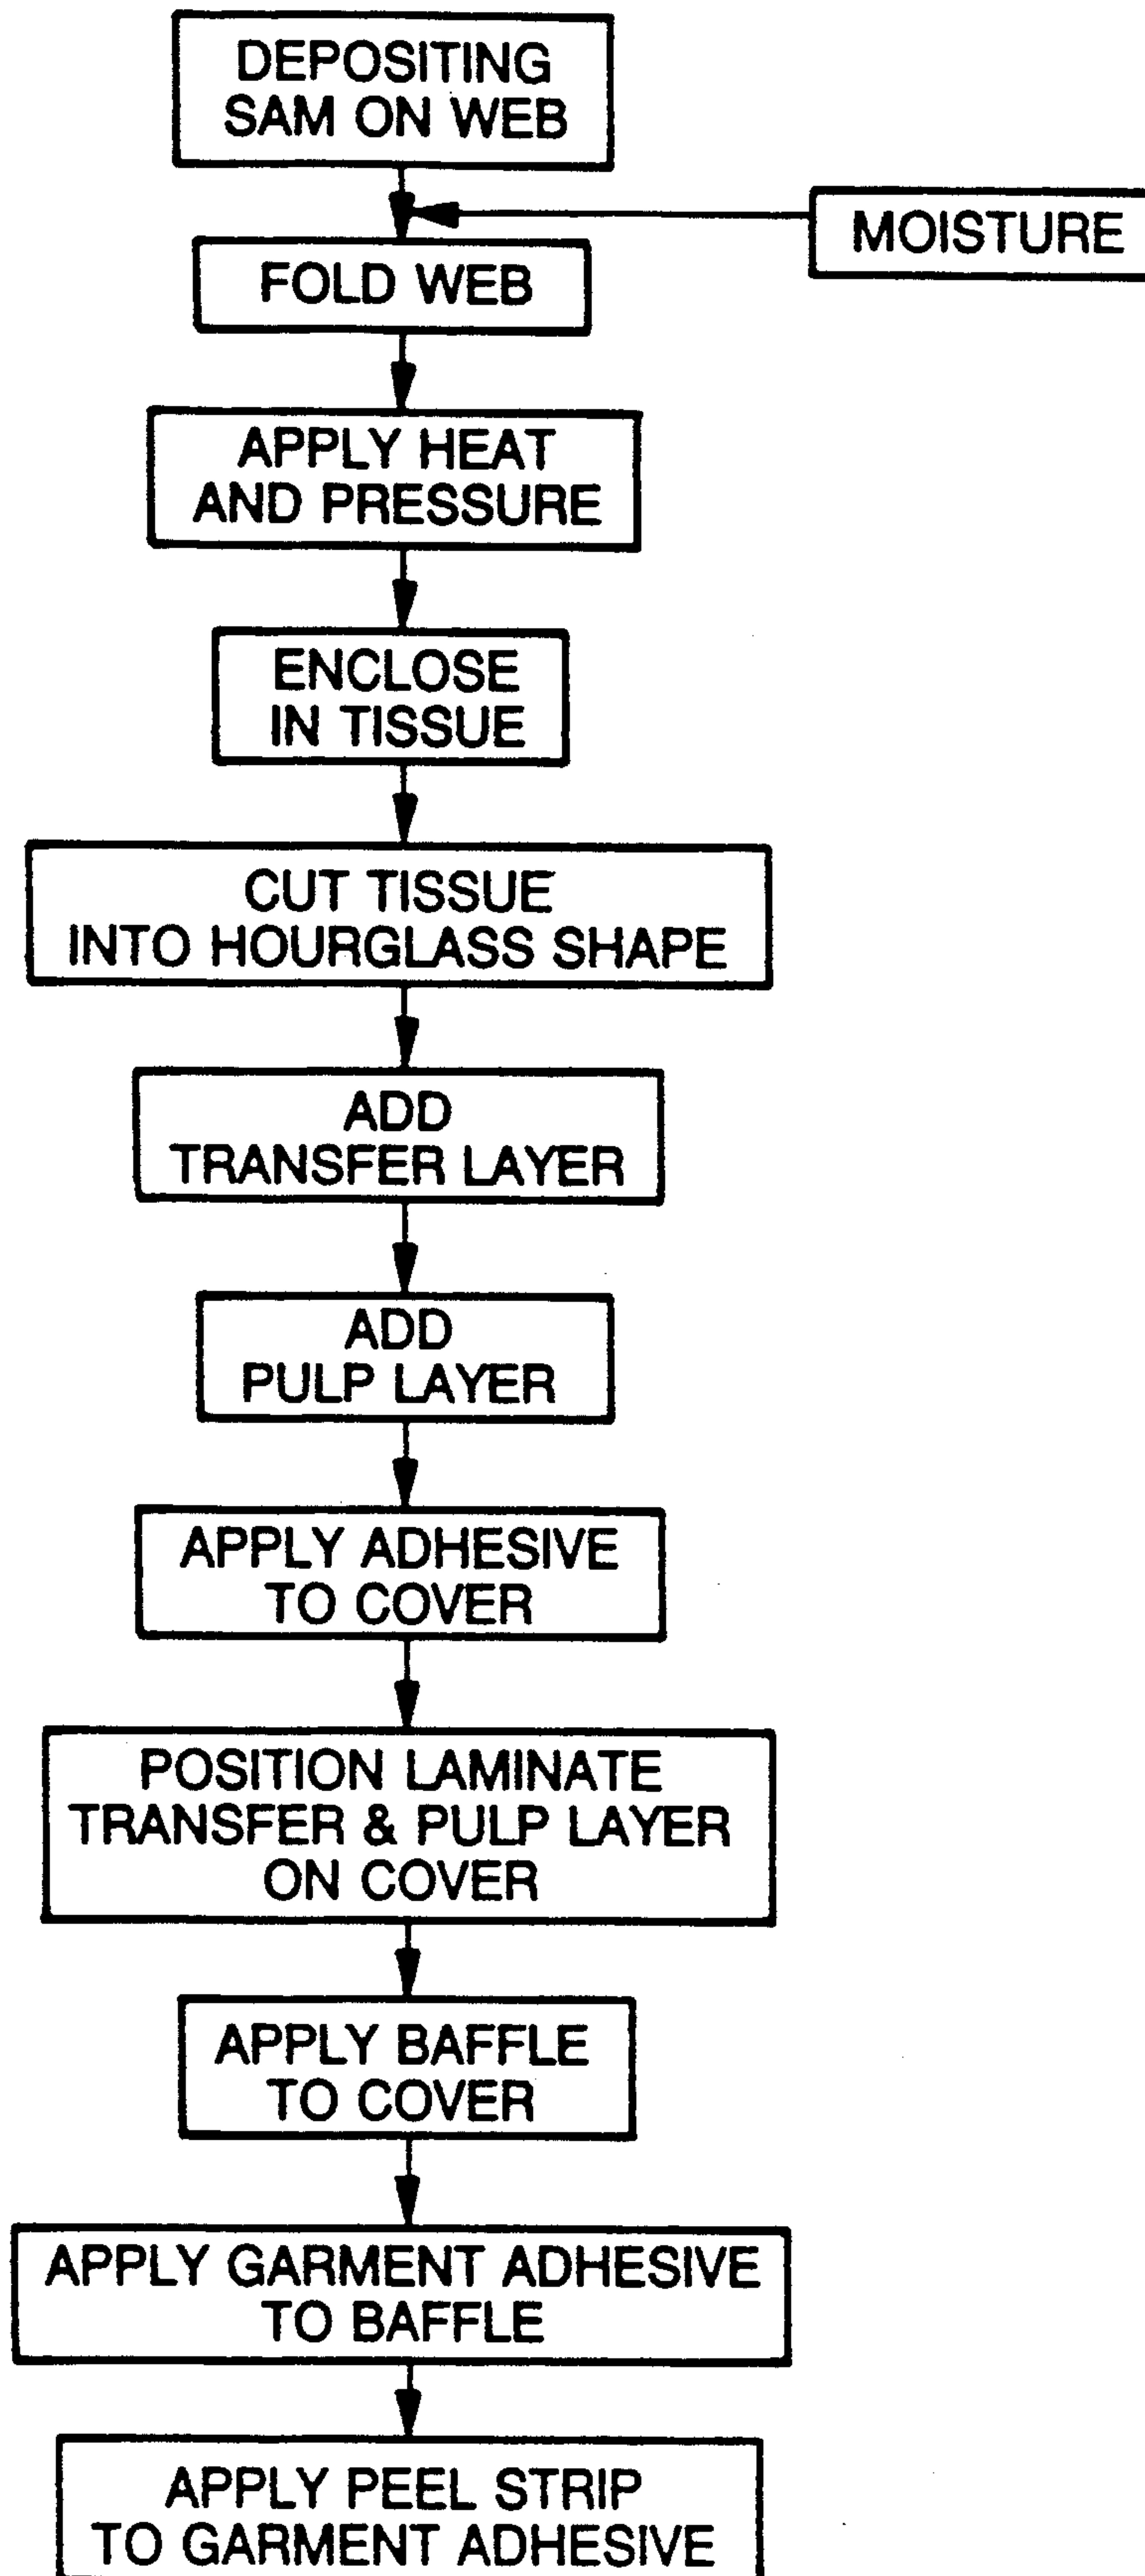 DEPOSITING
SAM ON WEB
MOISTURE
FOLD WEB
APPLY HEAT
AND PRESSURE
ENCLOSE
IN TISSUE
CUT TISSUE
INTO HOURGLASS SHAPE
ADD
TRANSFER LAYER
ADD
PULP LAYER
APPLY ADHESIVE
TO COVER
POSITION LAMINATE
TRANSFER & PULP LAYER
ON COVER
APPLY BAFFLE
TO COVER
APPLY GARMENT ADHESIVE
TO BAFFLE
APPLY PEEL STRIP
TO GARMENT ADHESIVE